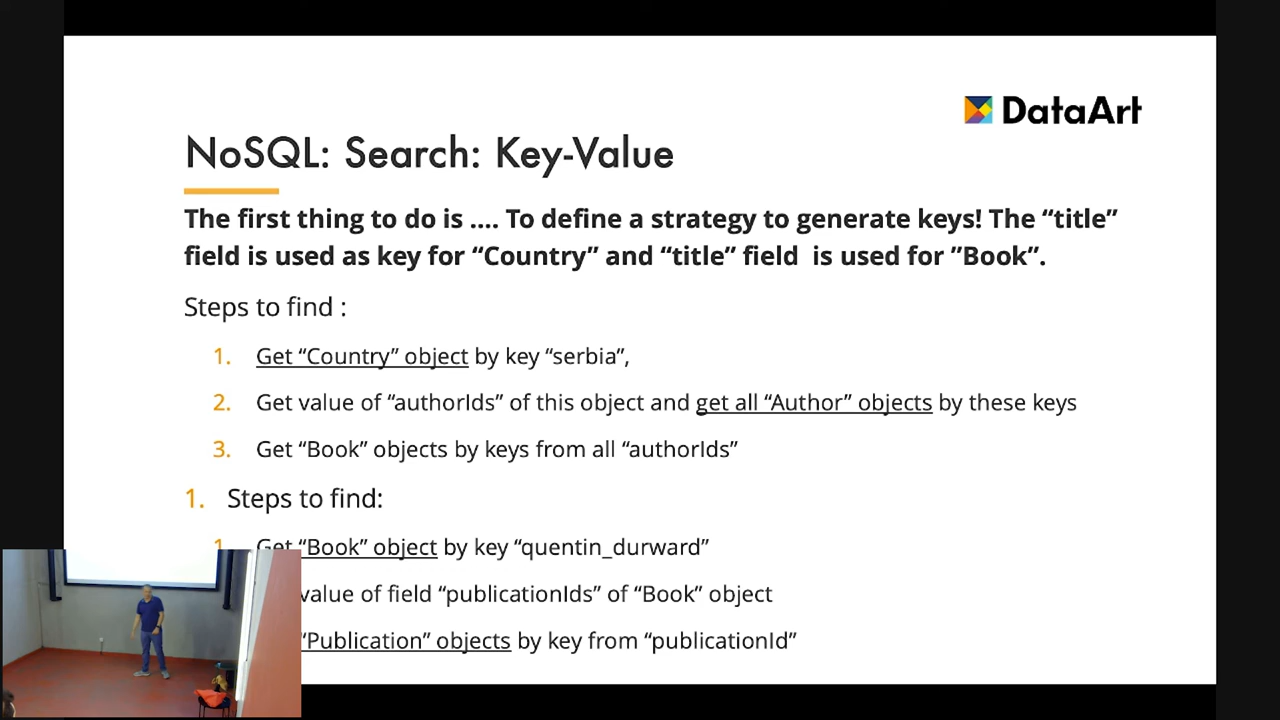 DataArt
NoSQL: Search: Key-Value
The first thing to do is .... To define a strategy to generate keys! The “title”
field is used as key for “Country” and “title” field  is used for ”Book”.
Steps to find :
1. Get “Country” object by key “serbia”,
2. Get value of “authorIds” of this object and get all “Author” objects by these keys
3. Get “Book” objects by keys from all “authorIds”
1. Steps to find:
1. Get “Book” object by key “quentin_durward”
value of field “publicationIds” of “Book” object
“Publication” objects by key from “publicationId”